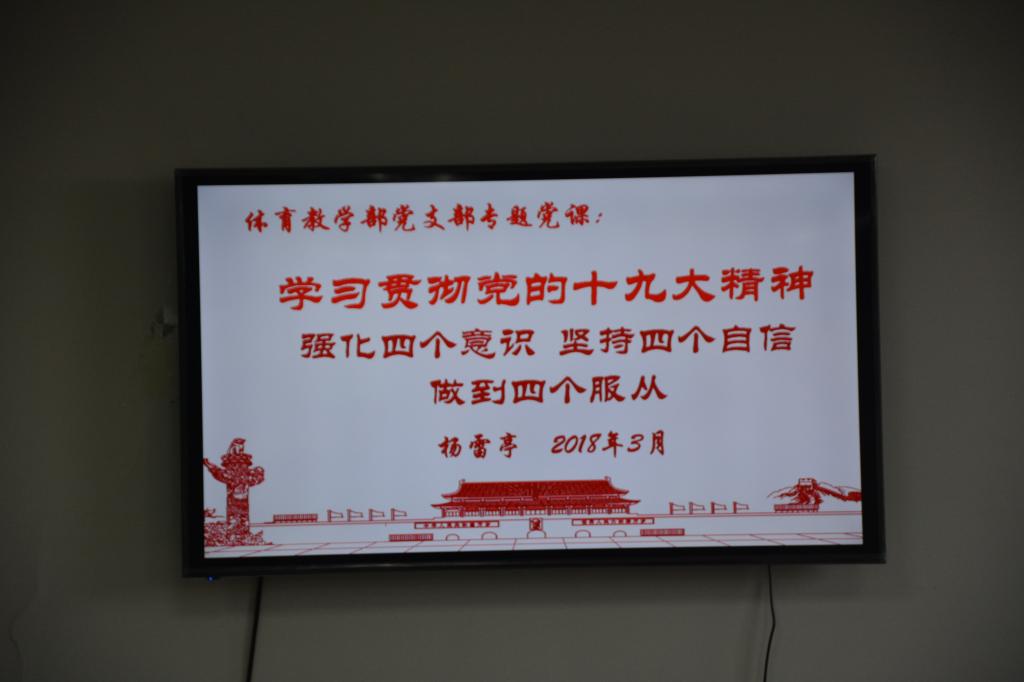 体育教学部党支部专题党课：
学习贯彻党的十九大精神
强化四个意识 坚持四个自信
做到四个服从
杨雷亭 2018年3月